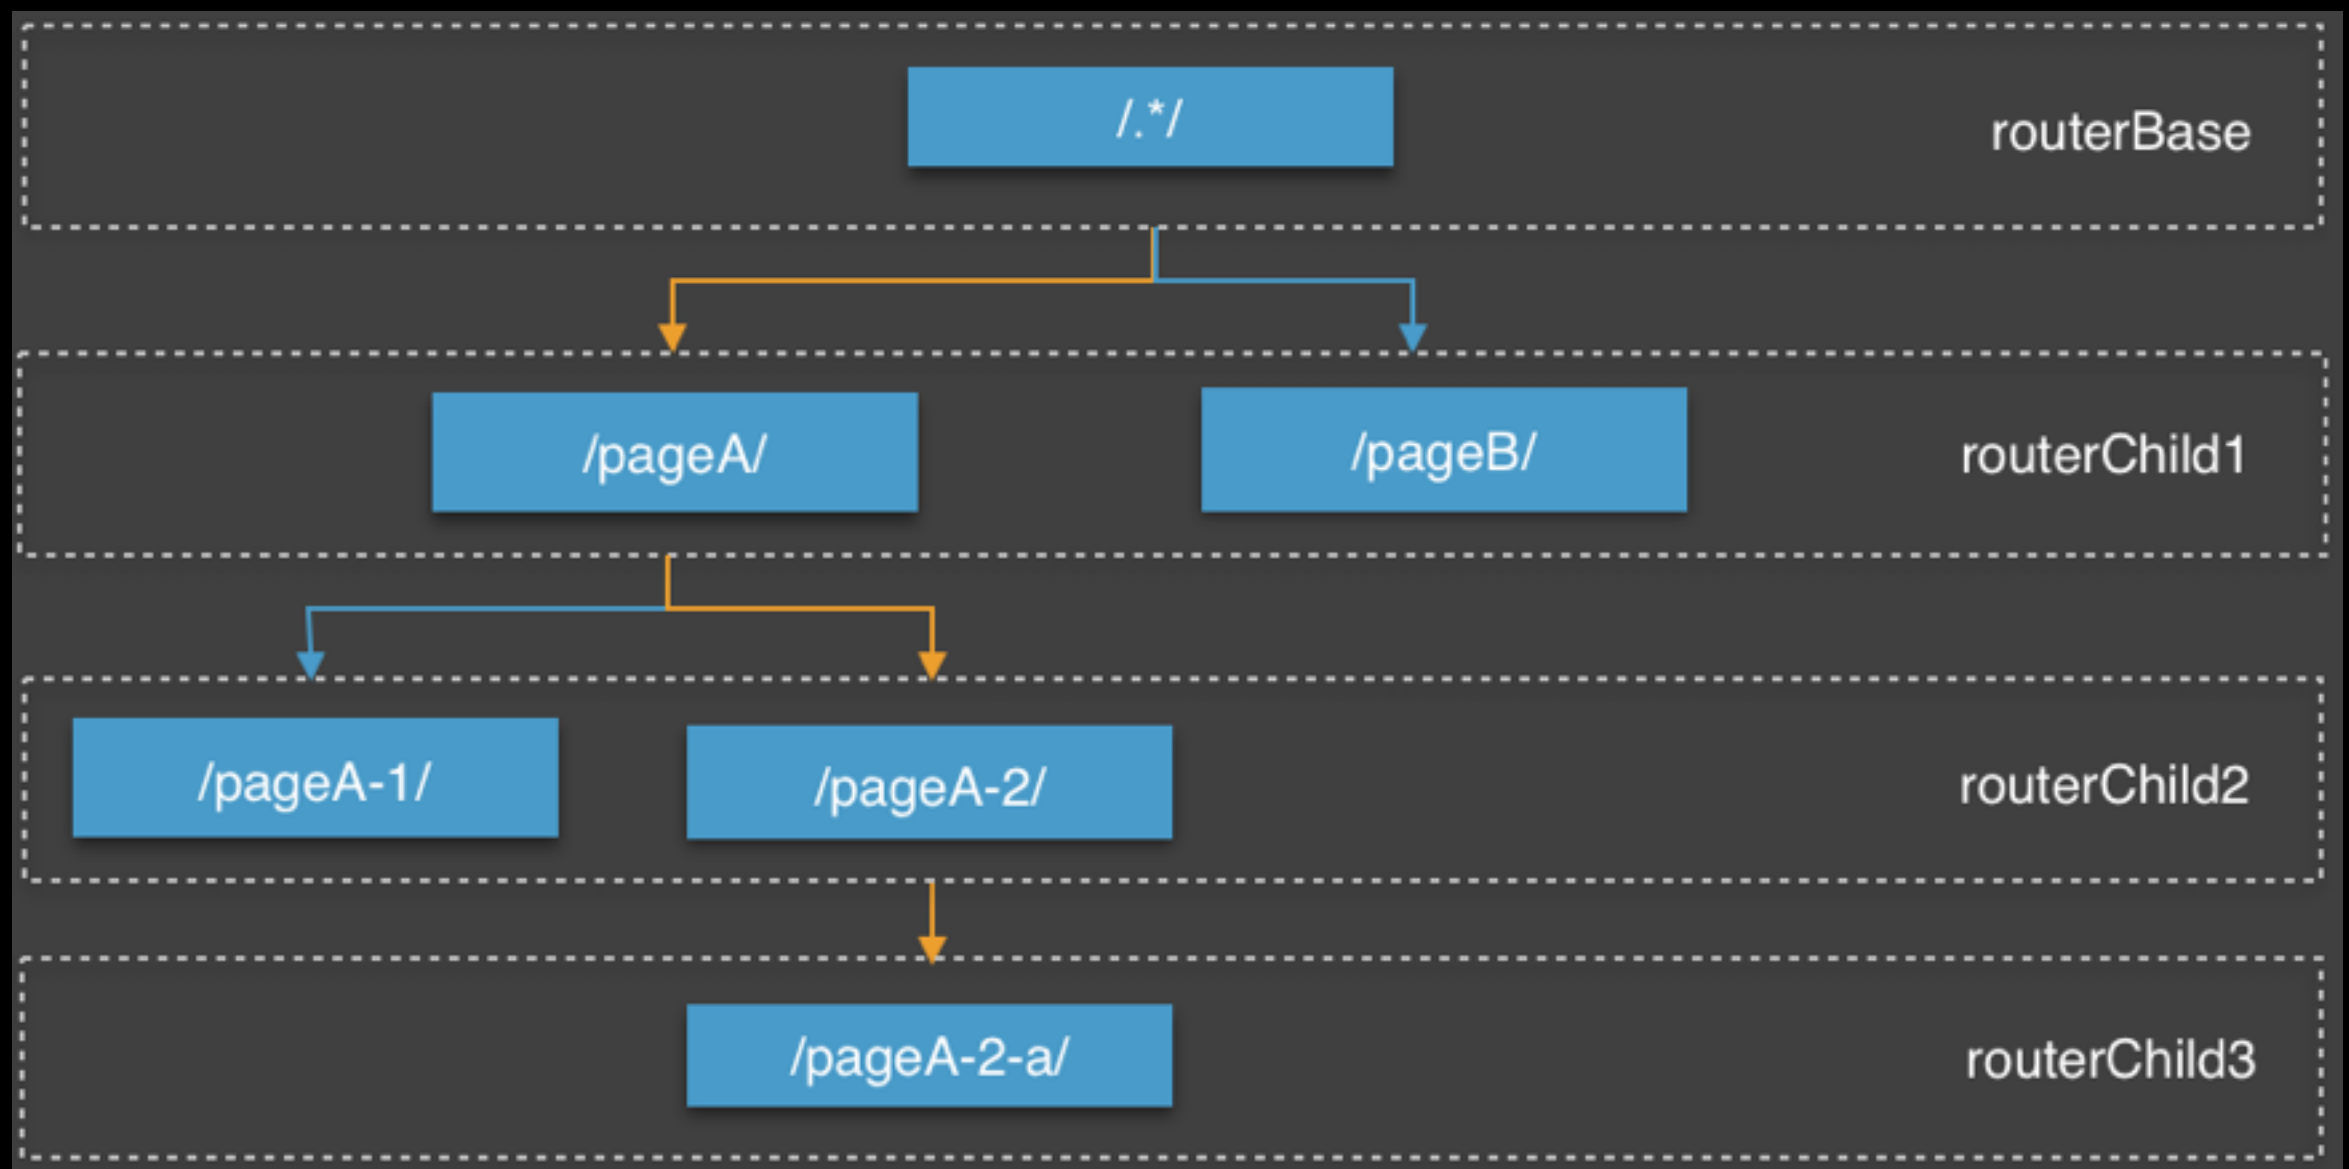 /.*/
routerBase
/pageA/
/pageB/
routerChild1
/pageA-1/
/pageA-2/
routerChild2
/pageA-2-a/
routerChild3